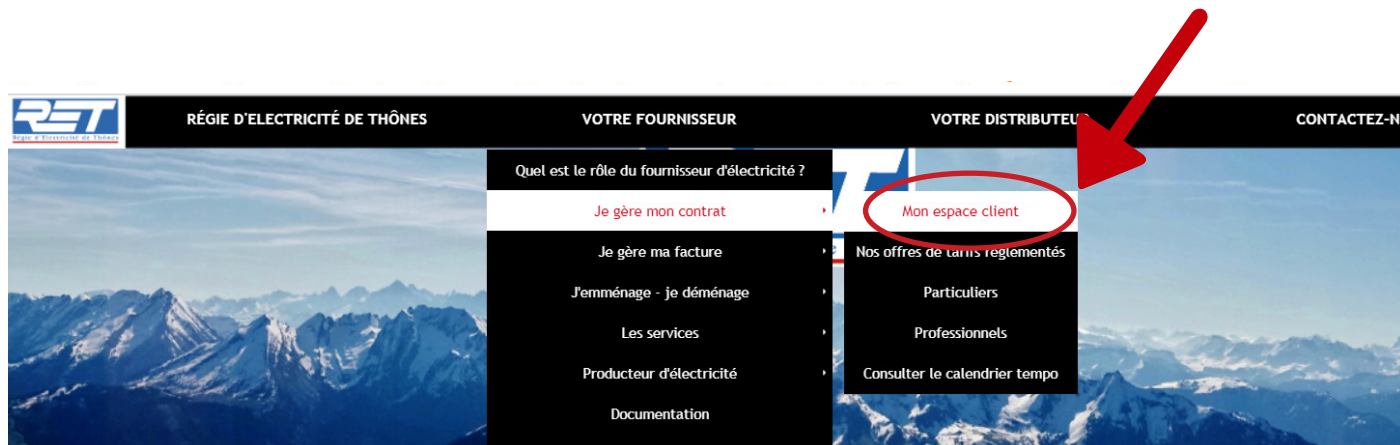 RET
Régie d'Electricité de Thônes
RÉGIE D'ELECTRICITÉ DE THÔNES
VOTRE FOURNISSEUR
VOTRE DISTRIBUTEUR
CONTACTEZ-N
Quel est le rôle du fournisseur d'électricité ?
Je gère mon contrat
Mon espace client
Je gère ma facture
Nos offres de tarifs réglementés
J'emménage - je déménage
Particuliers
Les services
Professionnels
Producteur d'électricité
Consulter le calendrier tempo
Documentation